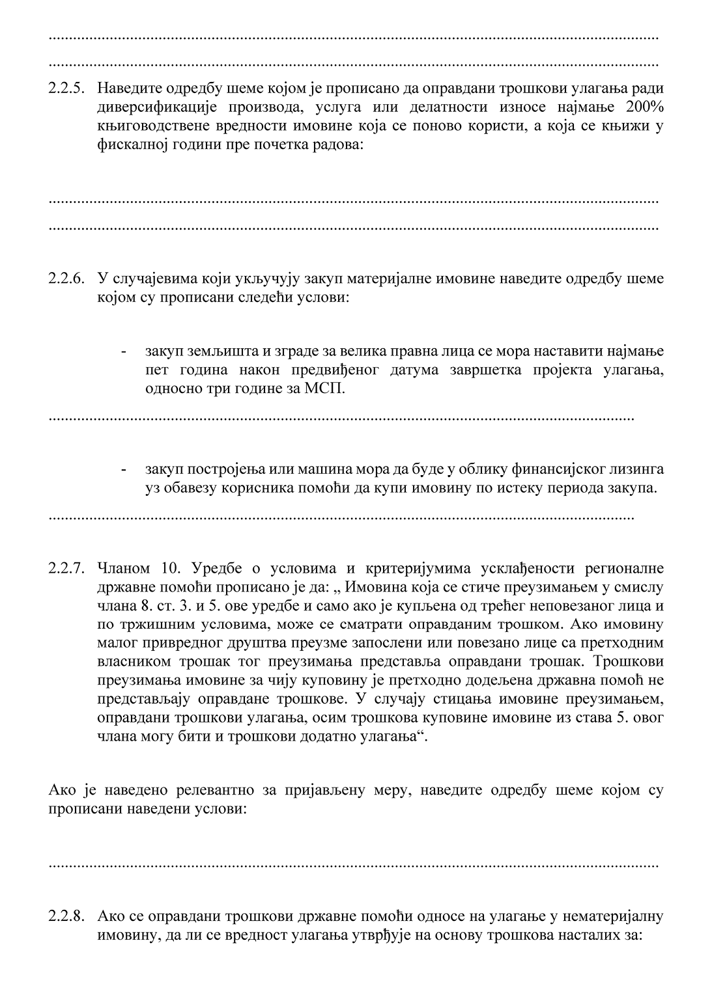 ......................................................................................................................................................
......................................................................................................................................................
2.2.5. Наведите одредбу шеме којом је прописано да оправдани трошкови улагања ради
диверсификације производа, услуга или делатности износе најмање 200%
књиговодствене вредности имовине која се поново користи, а која се књижи у
фискалној години пре почетка радова:
......................................................................................................................................................
......................................................................................................................................................
2.2.6. У случајевима који укључују закуп материјалне имовине наведите одредбу шеме
којом су прописани следећи услови:
- закуп земљишта и зграде за велика правна лица се мора наставити најмање
пет година након предвиђеног датума завршетка пројекта улагања,
односно три године за МСП.
................................................................................................................................................
- закуп постројења или машина мора да буде у облику финансијског лизинга
уз обавезу корисника помоћи да купи имовину по истеку периода закупа.
................................................................................................................................................
2.2.7. Чланом 10. Уредбе о условима и критеријумима усклађености регионалне
државне помоћи прописано је да: „ Имовина која се стиче преузимањем у смислу
члана 8. ст. 3. и 5. ове уредбе и само ако је купљена од трећег неповезаног лица и
по тржишним условима, може се сматрати оправданим трошком. Ако имовину
малог привредног друштва преузме запослени или повезано лице са претходним
власником трошак тог преузимања представља оправдани трошак. Трошкови
преузимања имовине за чију куповину је претходно додељена државна помоћ не
представљају оправдане трошкове. У случају стицања имовине преузимањем,
оправдани трошкови улагања, осим трошкова куповине имовине из става 5. овог
члана могу бити и трошкови додатно улагања“.
Ако је наведено релевантно за пријављену меру, наведите одредбу шеме којом су
прописани наведени услови:
......................................................................................................................................................
2.2.8. Ако се оправдани трошкови државне помоћи односе на улагање у нематеријалну
имовину, да ли се вредност улагања утврђује на основу трошкова насталих за: